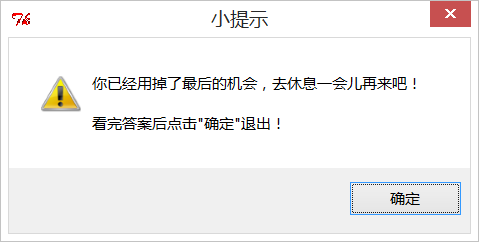 小提示
你已经用掉了最后的机会，去休息一会儿再来吧！
看完答案后点击"确定"退出！
确定